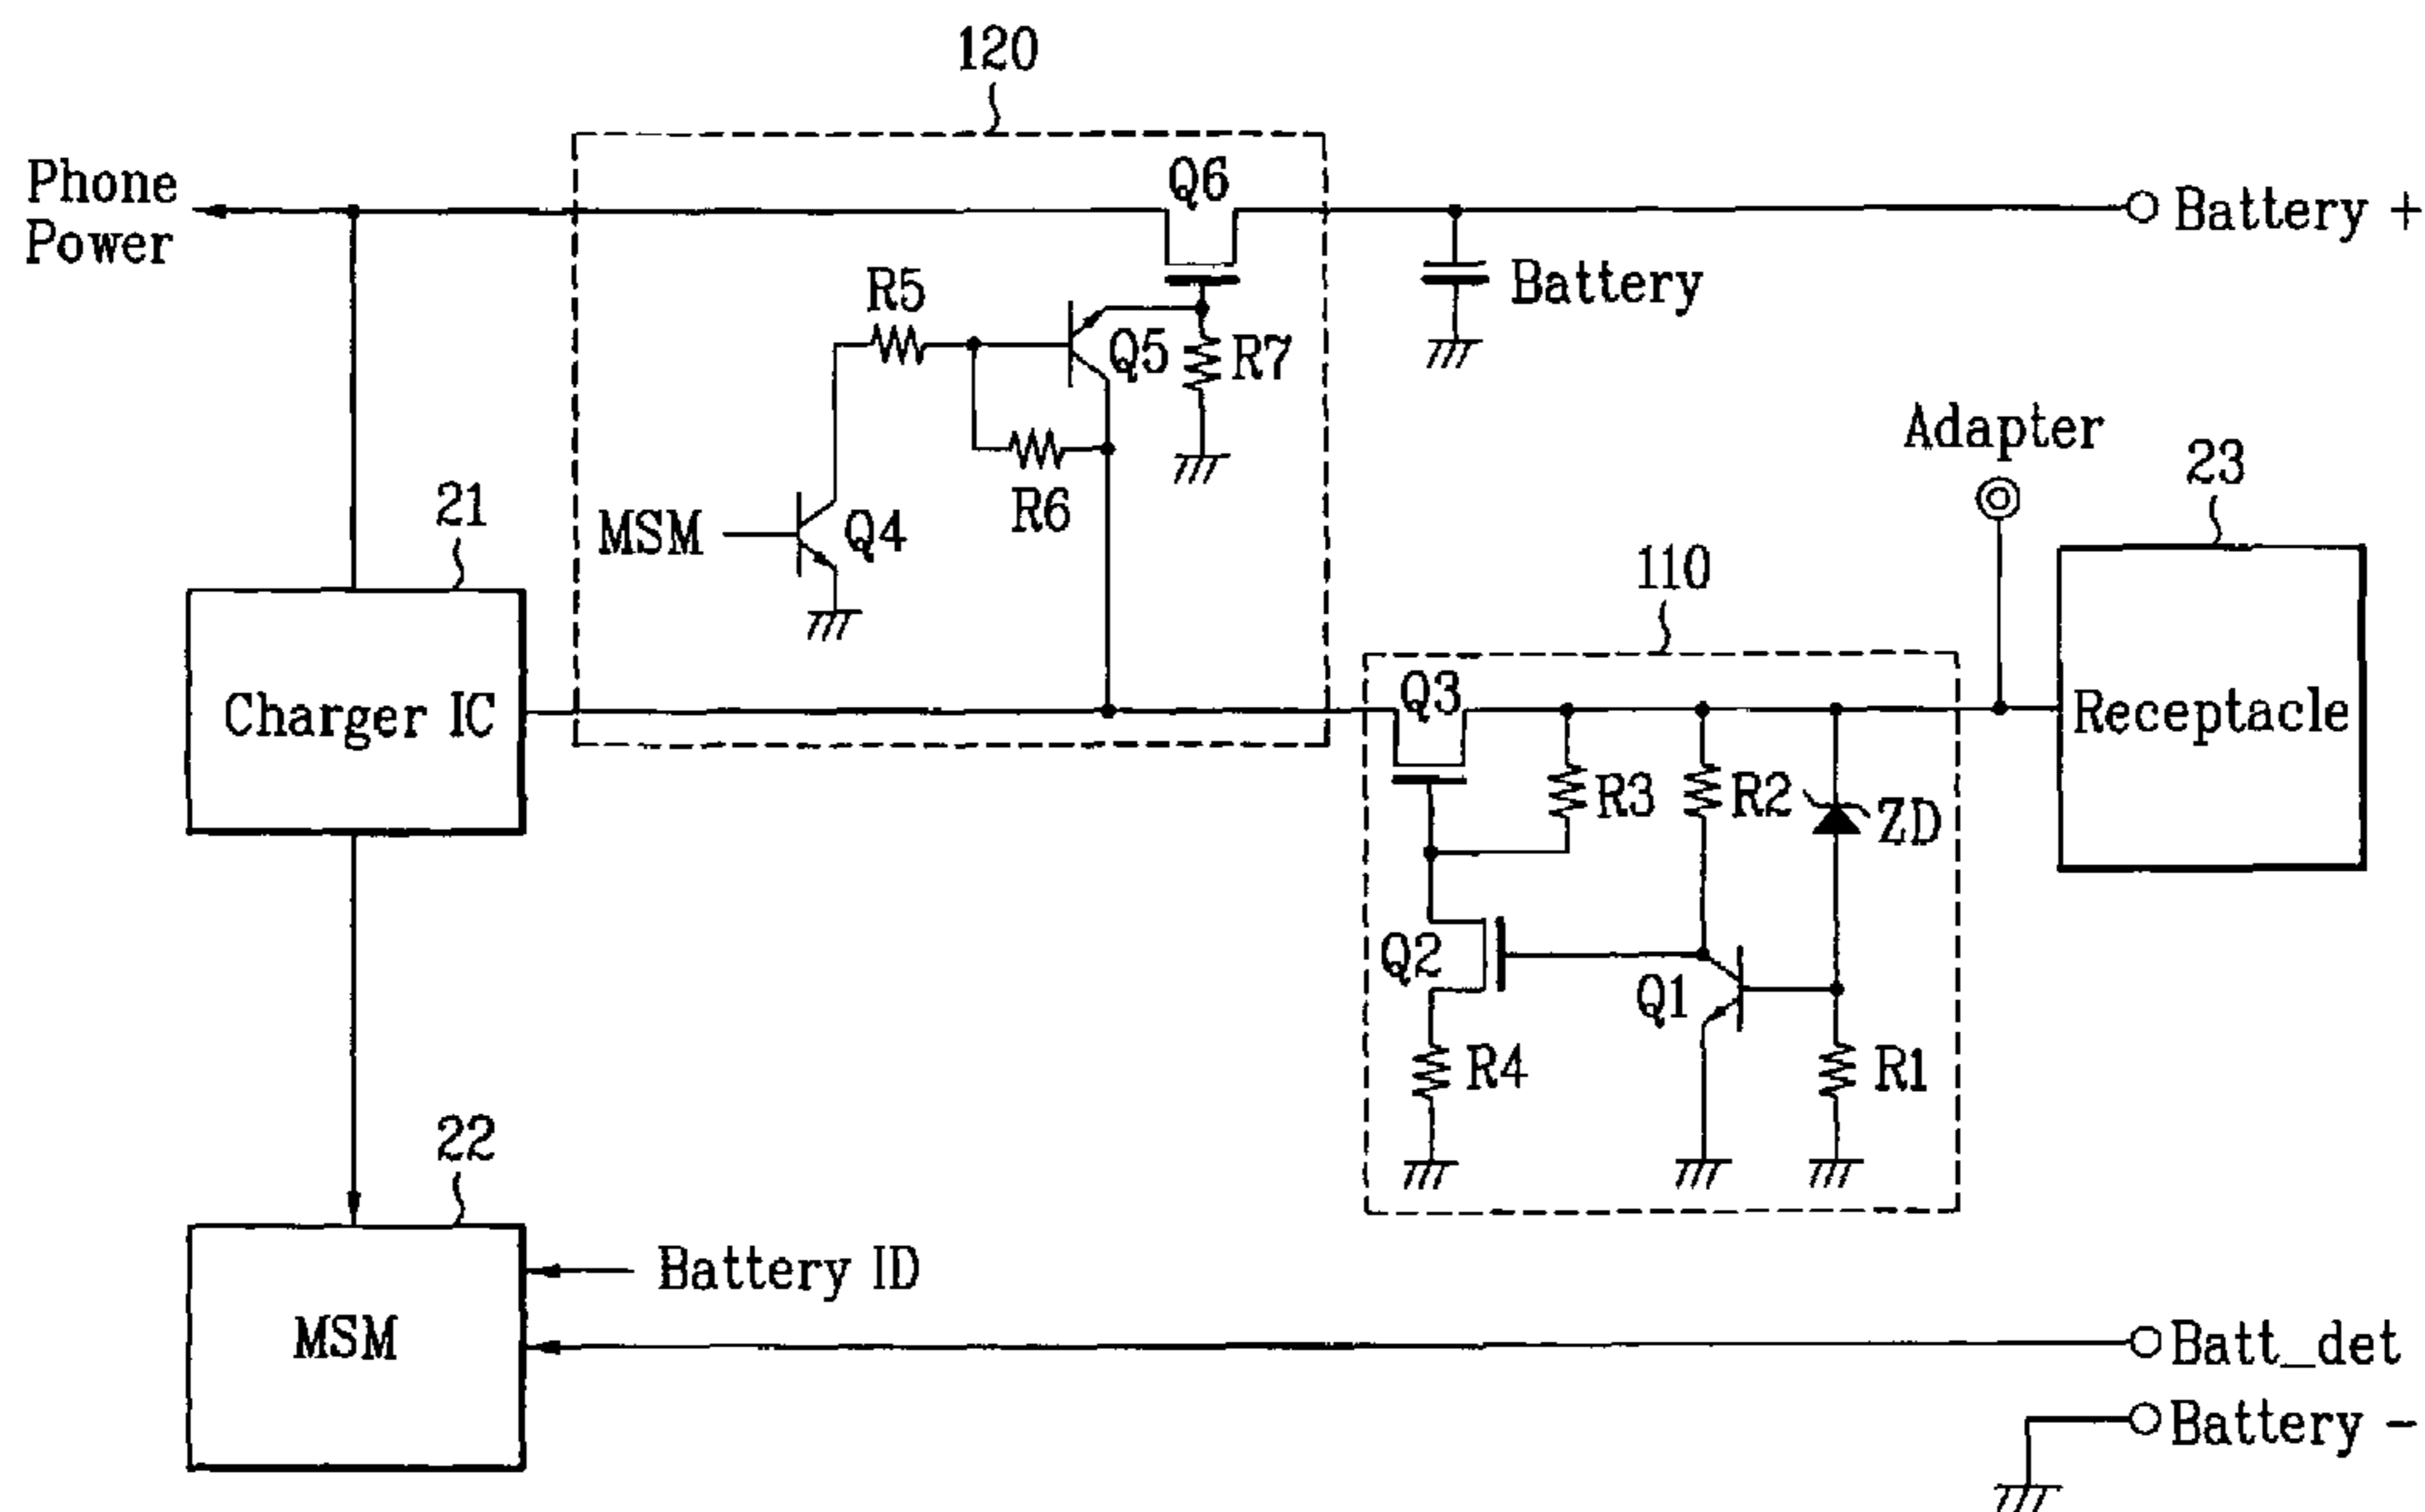 120
Phone
Power
Q6
Battery +
R5
Battery
Q5
R7
Adapter
23
21
R6
MSM
Q4
110
Charger IC
Q3
Receptacle
R3
R2
ZD
Q2
Q1
R4
R1
22
Battery ID
MSM
Batt_det
Battery -